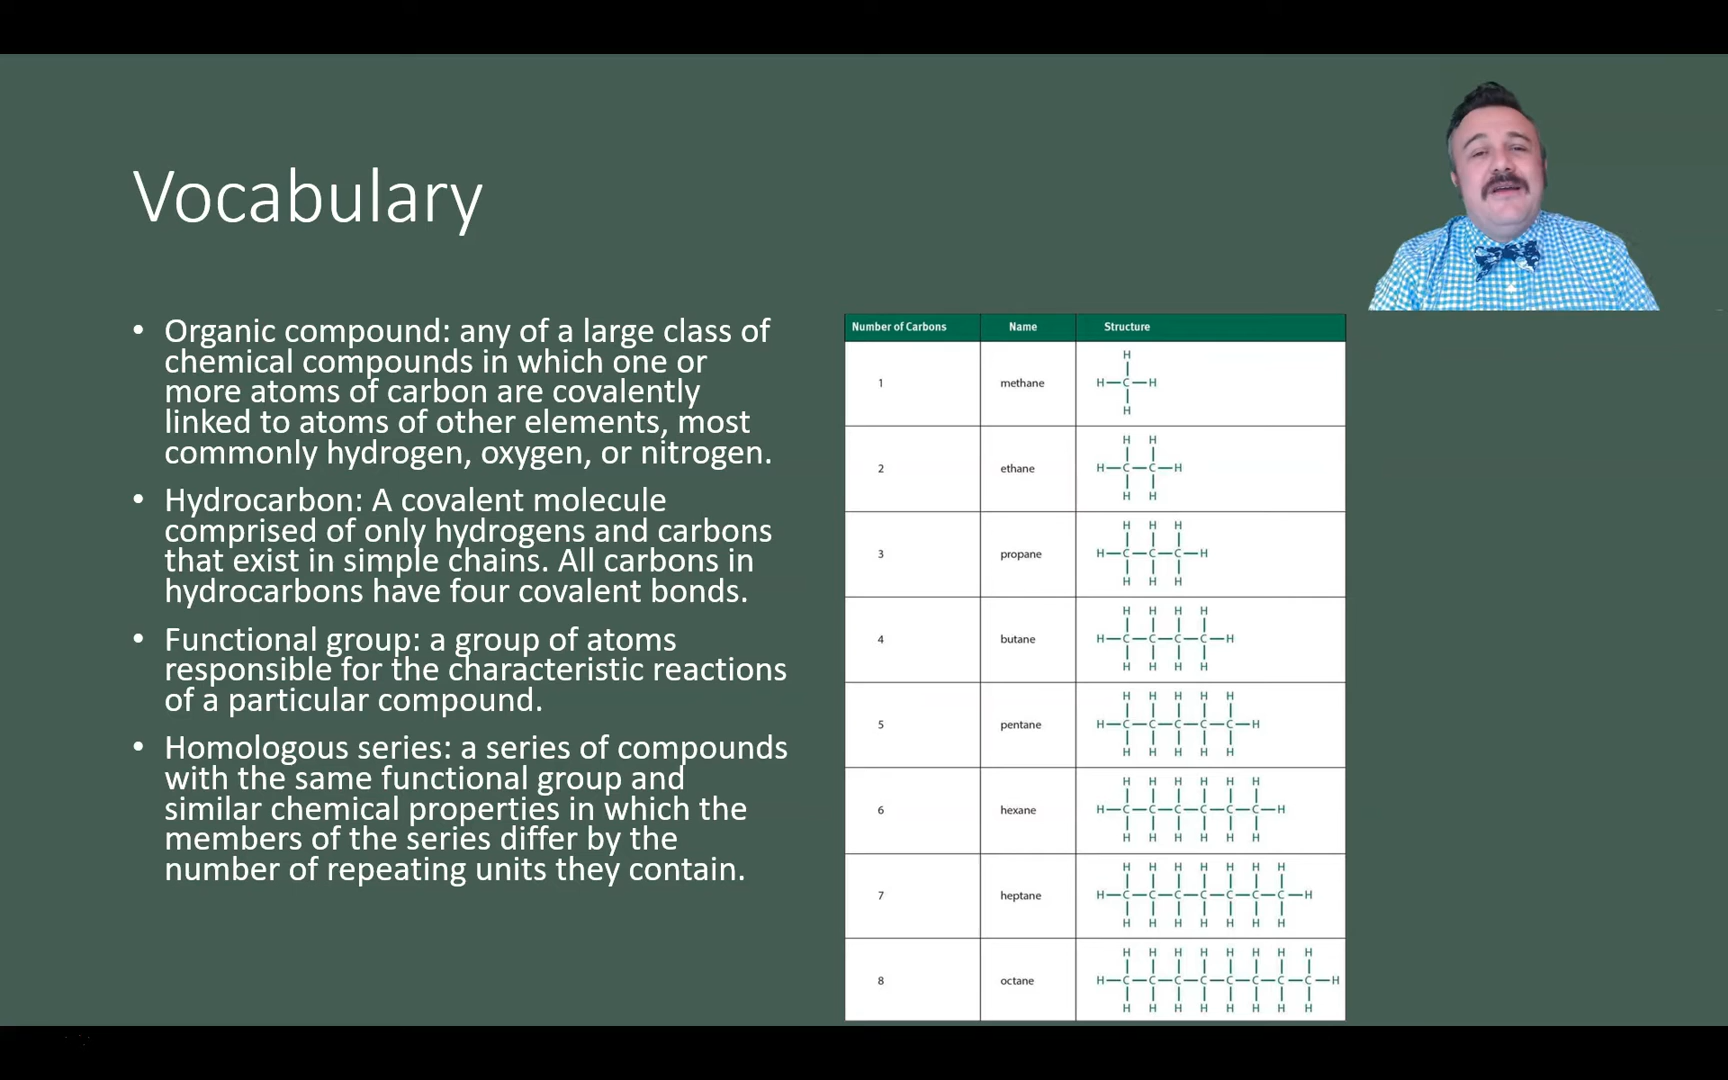 Vocabulary
• Organic compound: any of a large class of
chemical compounds in which one or
more atoms of carbon are covalently
linked to atoms of other elements, most
commonly hydrogen, oxygen, or nitrogen.
• Hydrocarbon: A covalent molecule
comprised of only hydrogens and carbons
that exist in simple chains. All carbons in
hydrocarbons have four covalent bonds.
• Functional group: a group of atoms
responsible for the characteristic reactions
of a particular compound.
• Homologous series: a series of compounds
with the same functional group and
similar chemical properties in which the
members of the series differ by the
number of repeating units they contain.
Number of Carbons Name Structure
H
1 methane H—C—H
H
H H
2 ethane H—C—C—H
H H
H H H
3 propane H—C—C—C—H
H H H
H H H H
4 butane H—C—C—C—C—H
H H H H
H H H H H
5 pentane H—C—C—C—C—C—H
H H H H H
H H H H H H
6 hexane H—C—C—C—C—C—C—H
H H H H H H
H H H H H H H
7 heptane H—C—C—C—C—C—C—C—H
H H H H H H H
H H H H H H H H
8 octane H—C—C—C—C—C—C—C—C—H
H H H H H H H H